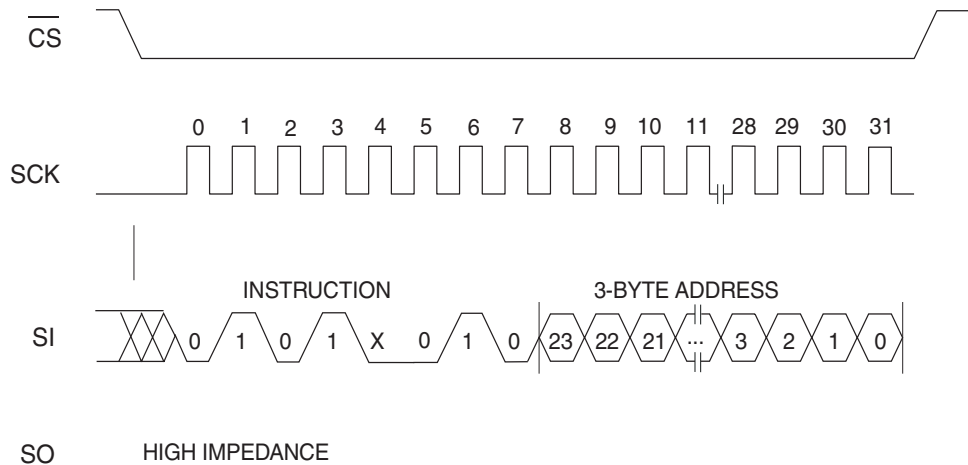 CS
0 1 2 3 4 5 6 7 8 9 10 11 28 29 30 31
SCK
INSTRUCTION 3-BYTE ADDRESS
SI 0 1 0 1 X 0 1 0 23 22 21 ... 3 2 1 0
SO HIGH IMPEDANCE